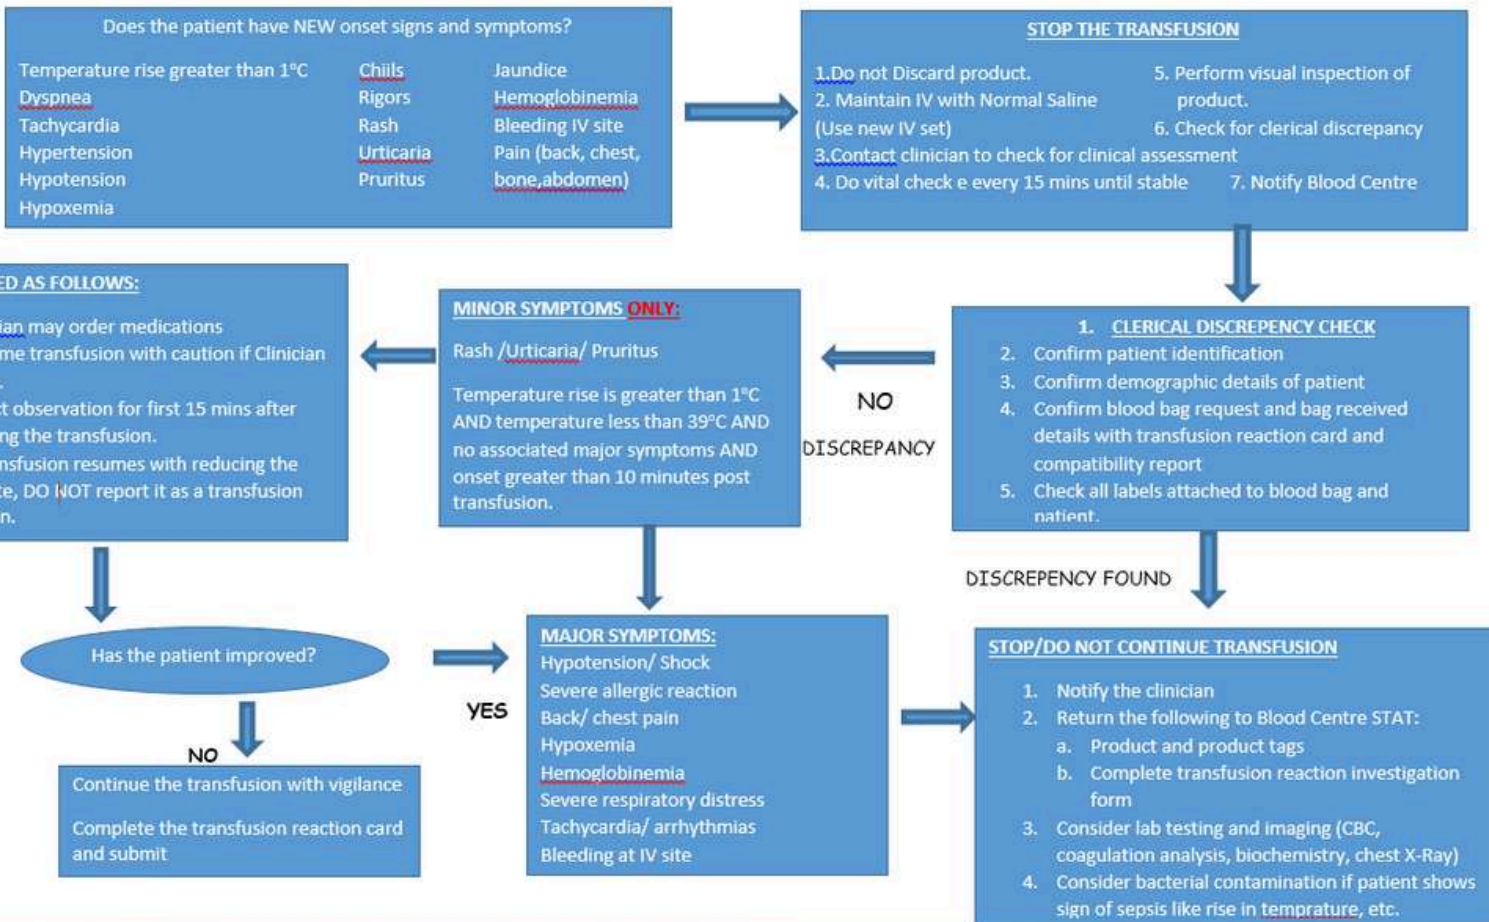 Does the patient have NEW onset signs and symptoms?
Temperature rise greater than 1°C
Dyspnea
Tachycardia
Hypertension
Hypotension
Hypoxemia
Chiils
Rigors
Rash
Urticaria
Pruritus
Jaundice
Hemoglobinemia
Bleeding IV site
Pain (back, chest,
bone,abdomen)
STOP THE TRANSFUSION
1.Do not Discard product.
2. Maintain IV with Normal Saline
(Use new IV set)
3.Contact clinician to check for clinical assessment
4. Do vital check e every 15 mins until stable
5. Perform visual inspection of
product.
6. Check for clerical discrepancy
7. Notify Blood Centre
1. CLERICAL DISCREPENCY CHECK
2. Confirm patient identification
3. Confirm demographic details of patient
4. Confirm blood bag request and bag received
details with transfusion reaction card and
compatibility report
5. Check all labels attached to blood bag and
patient.
NO
DISCREPANCY
MINOR SYMPTOMS ONLY:
Rash /Urticaria/ Pruritus
Temperature rise is greater than 1°C
AND temperature less than 39°C AND
no associated major symptoms AND
onset greater than 10 minutes post
transfusion.
ED AS FOLLOWS:
ian may order medications
me transfusion with caution if Clinician
.
ct observation for first 15 mins after
ng the transfusion.
nsfusion resumes with reducing the
te, DO NOT report it as a transfusion
n.
Has the patient improved?
YES
NO
Continue the transfusion with vigilance
Complete the transfusion reaction card
and submit
MAJOR SYMPTOMS:
Hypotension/ Shock
Severe allergic reaction
Back/ chest pain
Hypoxemia
Hemoglobinemia
Severe respiratory distress
Tachycardia/ arrhythmias
Bleeding at IV site
DISCREPENCY FOUND
STOP/DO NOT CONTINUE TRANSFUSION
1. Notify the clinician
2. Return the following to Blood Centre STAT:
a. Product and product tags
b. Complete transfusion reaction investigation
form
3. Consider lab testing and imaging (CBC,
coagulation analysis, biochemistry, chest X-Ray)
4. Consider bacterial contamination if patient shows
sign of sepsis like rise in temprature, etc.